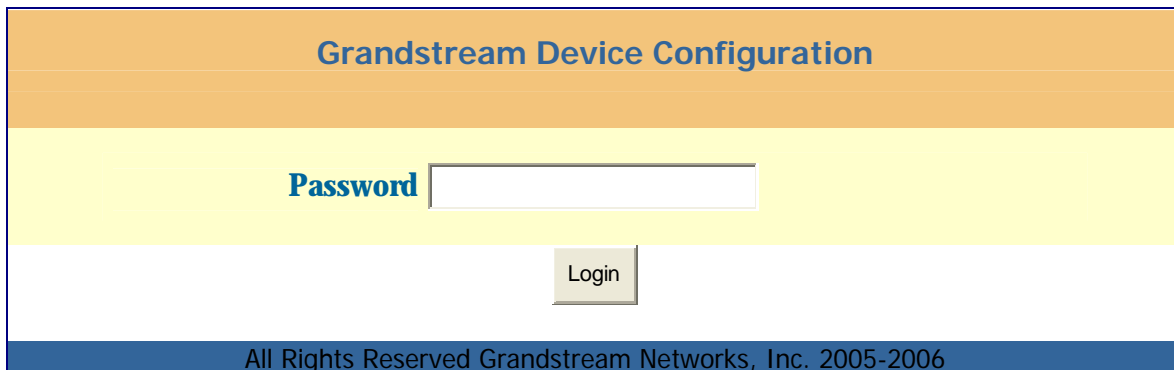 Grandstream Device Configuration
Password
Login
All Rights Reserved Grandstream Networks, Inc. 2005-2006